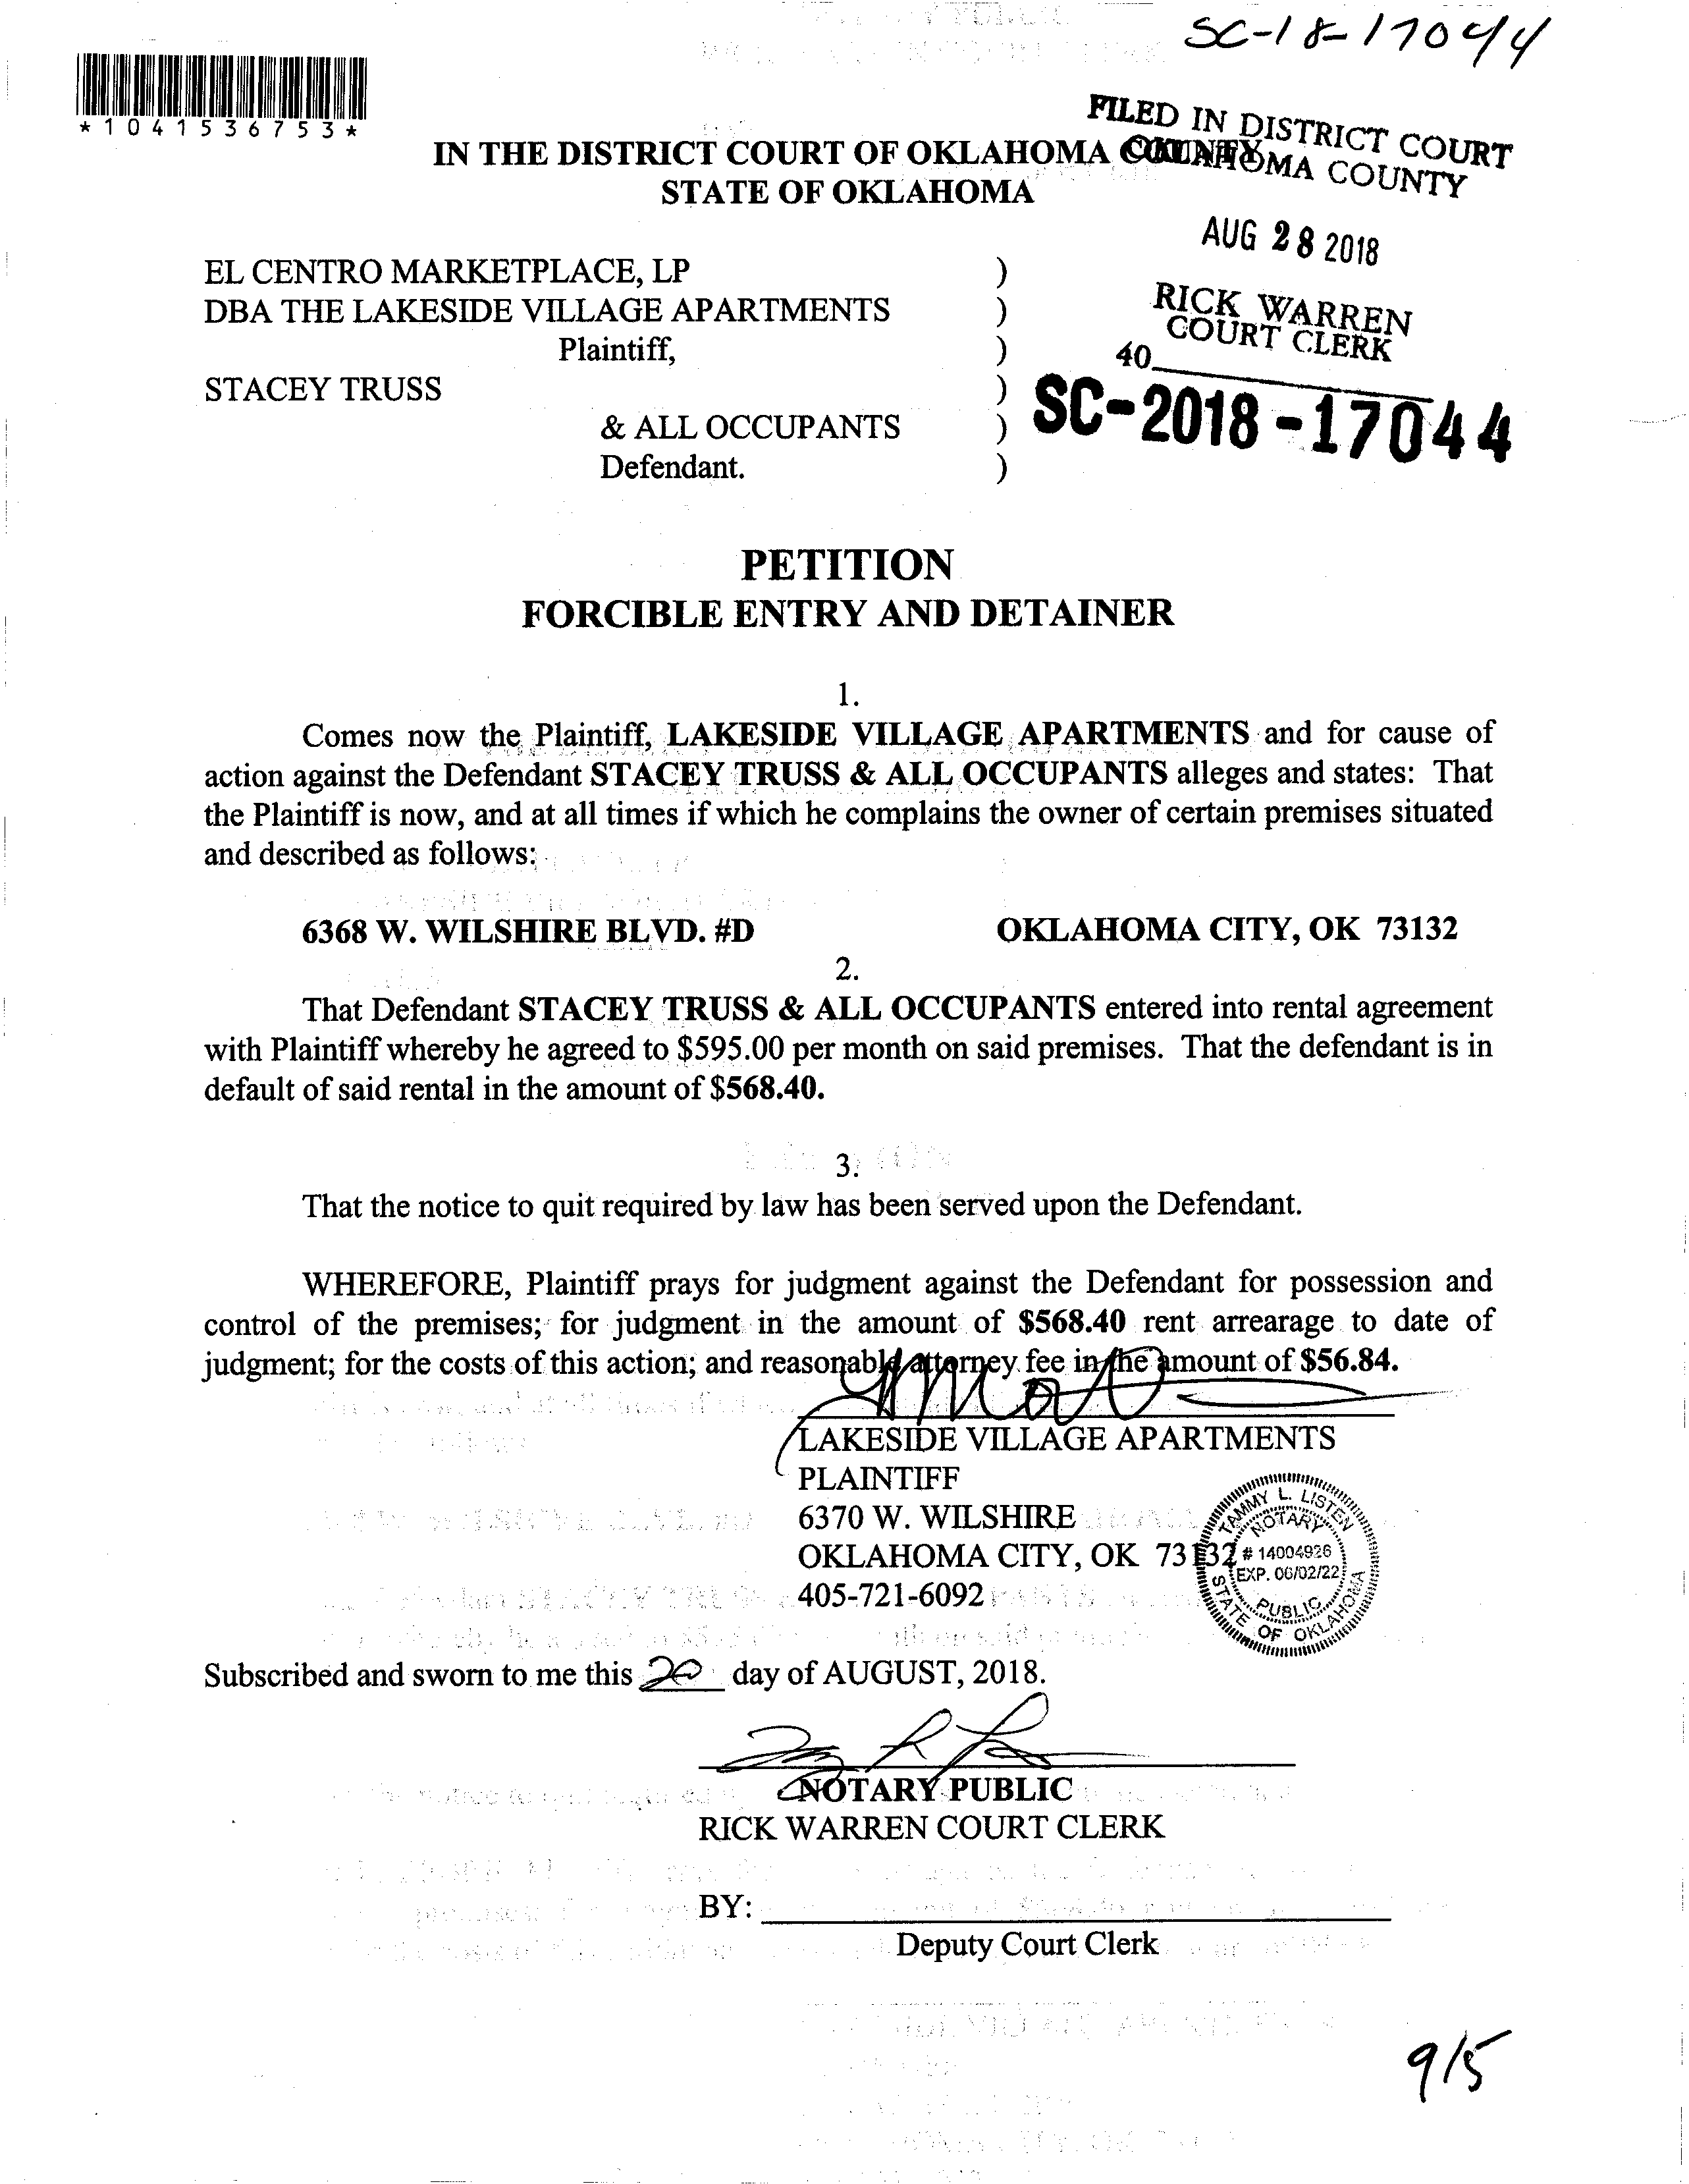 SC-18-17044
*1041536753*
FILED IN DISTRICT COURT
OKLAHOMA COUNTY
IN THE DISTRICT COURT OF OKLAHOMA COUNTY
STATE OF OKLAHOMA
AUG 28 2018
EL CENTRO MARKETPLACE, LP )
DBA THE LAKESIDE VILLAGE APARTMENTS )
RICK WARREN
COURT CLERK
Plaintiff, )
40
STACEY TRUSS )
SC-2018-17044
& ALL OCCUPANTS )
Defendant. )
PETITION
FORCIBLE ENTRY AND DETAINER
1.
Comes now the Plaintiff, LAKESIDE VILLAGE APARTMENTS and for cause of
action against the Defendant STACEY TRUSS & ALL OCCUPANTS alleges and states: That
the Plaintiff is now, and at all times if which he complains the owner of certain premises situated
and described as follows:
6368 W. WILSHIRE BLVD. #D OKLAHOMA CITY, OK 73132
2.
That Defendant STACEY TRUSS & ALL OCCUPANTS entered into rental agreement
with Plaintiff whereby he agreed to $595.00 per month on said premises. That the defendant is in
default of said rental in the amount of $568.40.
3.
That the notice to quit required by law has been served upon the Defendant.
WHEREFORE, Plaintiff prays for judgment against the Defendant for possession and
control of the premises; for judgment in the amount of $568.40 rent arrearage to date of
judgment; for the costs of this action; and reasonable attorney fee in the amount of $56.84.
LAKESIDE VILLAGE APARTMENTS
PLAINTIFF
6370 W. WILSHIRE
OKLAHOMA CITY, OK 73132
405-721-6092
TAMMY L. LISTEN
NOTARY
# 14004926
EXP. 06/02/22
PUBLIC
STATE OF OKLAHOMA
Subscribed and sworn to me this 20 day of AUGUST, 2018.
NOTARY PUBLIC
RICK WARREN COURT CLERK
BY:
Deputy Court Clerk
9/5